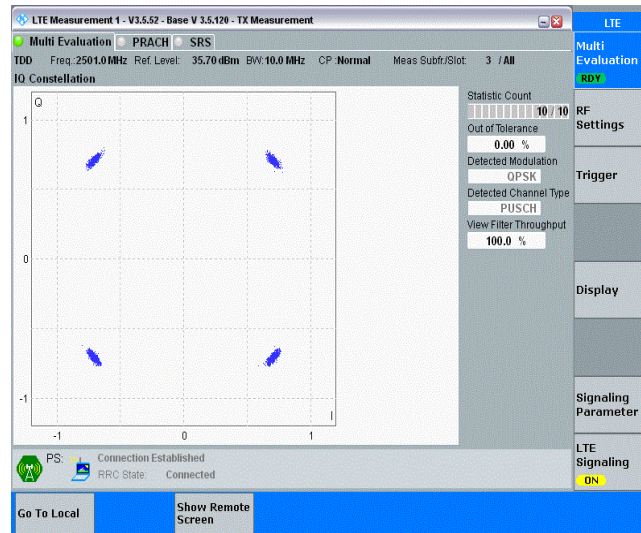 LTE Measurement 1 - V3.5.52 - Base V 3.5.120 - TX Measurement
LTE
Multi Evaluation PRACH SRS
Multi
Evaluation
RDY
TDD Freq.:2501.0 MHz Ref. Level: 35.70 dBm BW:10.0 MHz CP :Normal Meas Subfr./Slot: 3 / All
IQ Constellation
Q
1
0
-1
-1 0 1
I
Statistic Count
10 / 10
Out of Tolerance
0.00 %
Detected Modulation
QPSK
Detected Channel Type
PUSCH
View Filter Throughput
100.0 %
RF
Settings
Trigger
Display
Signaling
Parameter
LTE
Signaling
ON
PS: Connection Established
RRC State: Connected
Go To Local
Show Remote
Screen